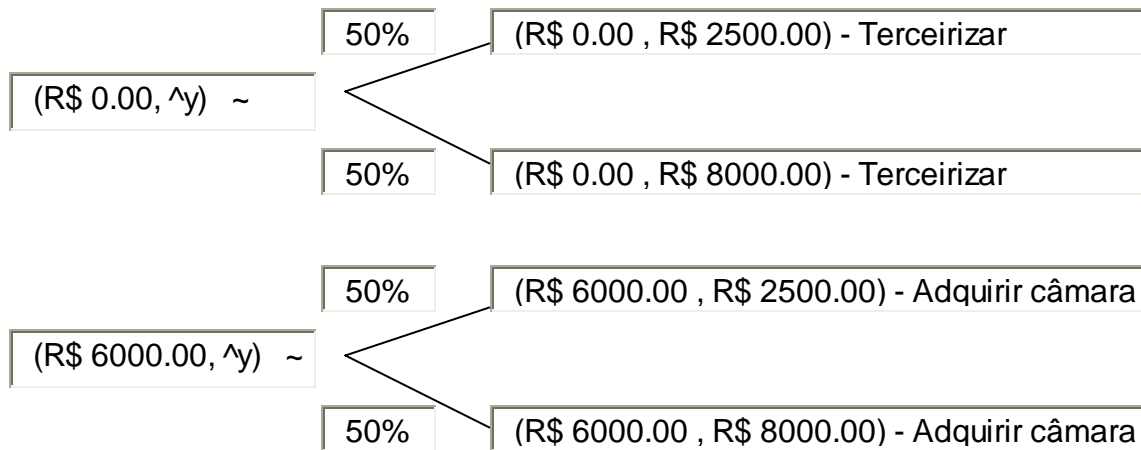 50% (R$ 0.00 , R$ 2500.00) - Terceirizar
(R$ 0.00, ^y) ~
50% (R$ 0.00 , R$ 8000.00) - Terceirizar
50% (R$ 6000.00 , R$ 2500.00) - Adquirir câmara
(R$ 6000.00, ^y) ~
50% (R$ 6000.00 , R$ 8000.00) - Adquirir câmara